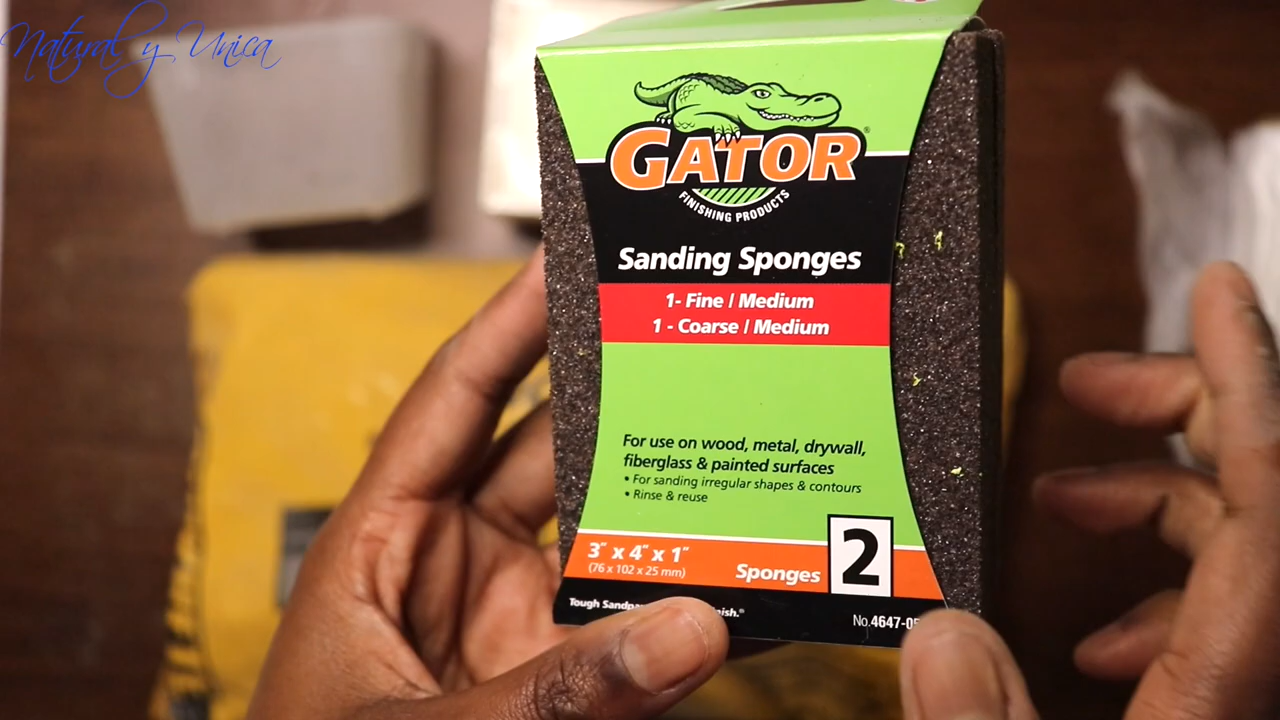 Natural y Unica
GATOR®
FINISHING PRODUCTS
Sanding Sponges
1- Fine / Medium
1 - Coarse / Medium
For use on wood, metal, drywall,
fiberglass & painted surfaces
• For sanding irregular shapes & contours
• Rinse & reuse
3" x 4" x 1"
(76 x 102 x 25 mm)
Sponges 2
Tough
No.4647-05